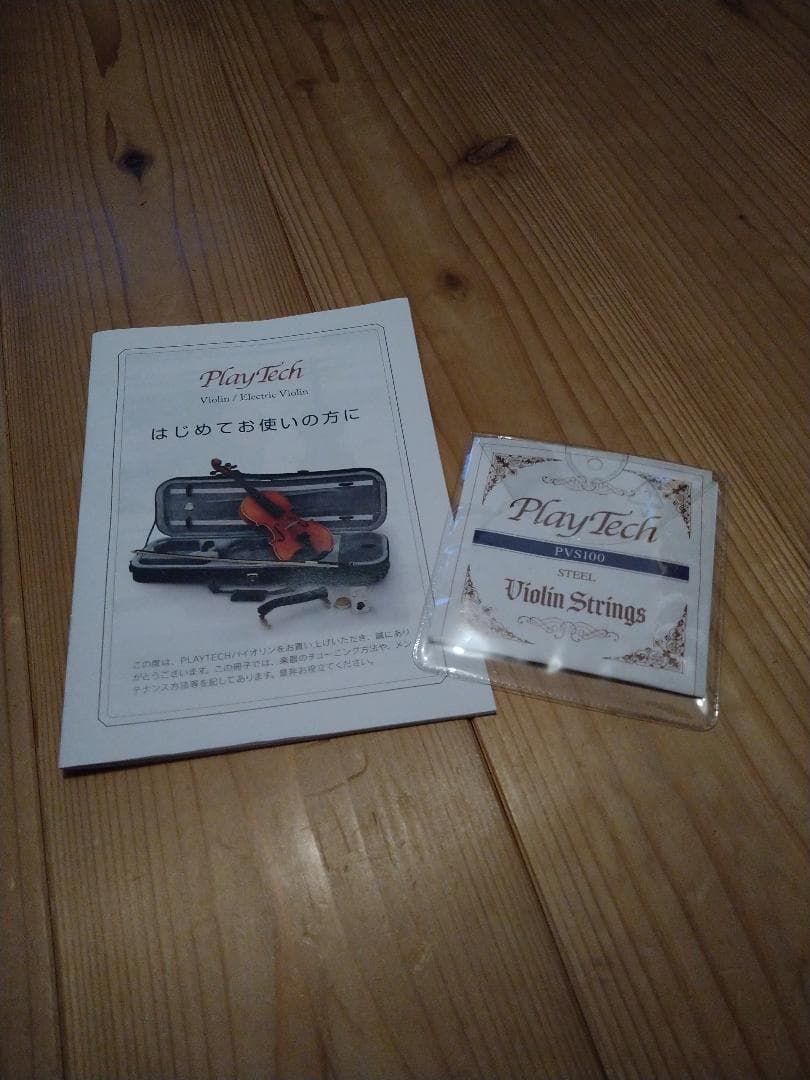 PlayTech
Violin / Electric Violin
はじめてお使いの方に
この度は、PLAYTECHバイオリンをお買い上げいただき、誠にあり
がとうございます。この冊子では、楽器のチューニング方法や、メン
テナンス方法等を記してあります。是非お役立てください。
PlayTech
PVS100
STEEL
Violin Strings